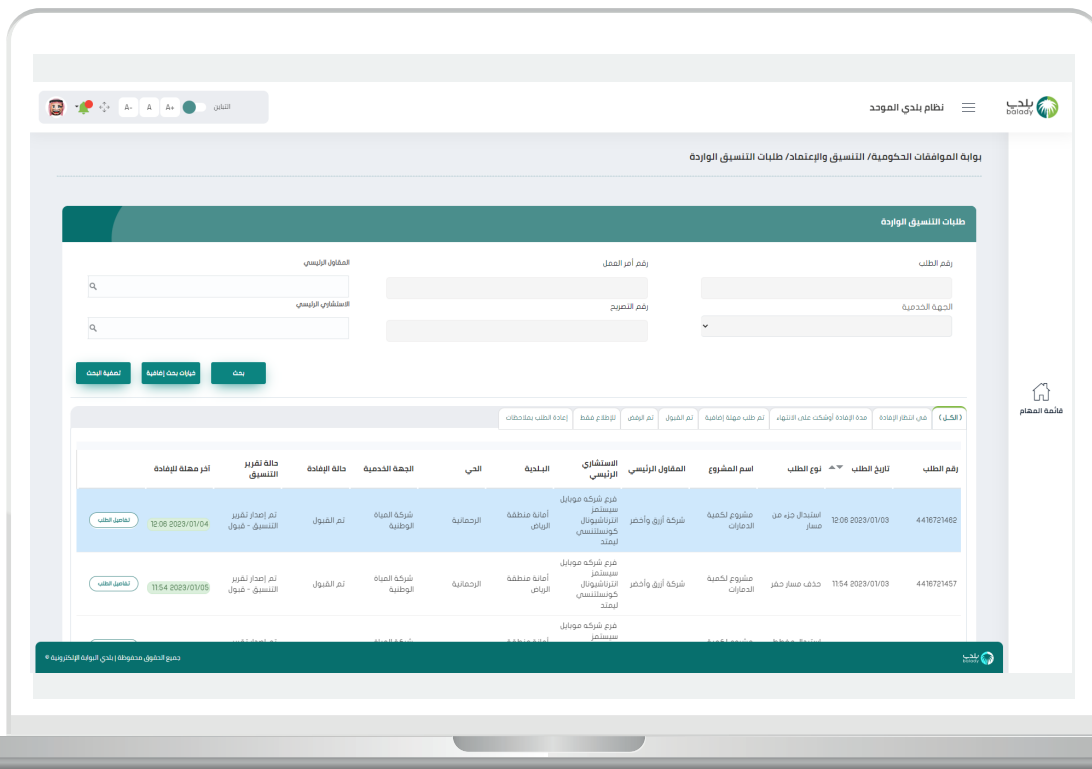 بلدي
balady
نظام بلدي الموحد
التباين
A+
A
A-
بوابة الموافقات الحكومية/ التنسيق والإعتماد/ طلبات التنسيق الواردة
قائمة المهام
طلبات التنسيق الواردة
رقم الطلب
رقم أمر العمل
المقاول الرئيسي
الجهة الخدمية
رقم التصريح
الاستشاري الرئيسي
بحث
خيارات بحث إضافية
تصفية البحث
( الكـل )
في انتظار الإفادة
مدة الإفادة أوشكت على الانتهاء
تم طلب مهلة إضافية
تم القبول
تم الرفض
للإطلاع فقط
إعادة الطلب بملاحظات
رقم الطلب
تاريخ الطلب
نوع الطلب
اسم المشروع
المقاول الرئيسي
الاستشاري
الرئيسي
البـلدية
الحي
الجهة الخدمية
حالة الإفادة
حالة تقرير
التنسيق
آخر مهلة للإفادة
4416721462
2023/01/03 12:06
استبدال جزء من
مسار
مشروع لكمية
الدمارات
شركة أزرق وأخضر
فرع شركه موبايل
سيستمز
انترناشيونال
كونسلتنسي
ليمتد
أمانة منطقة
الرياض
الرحمانية
شركة المياة
الوطنية
تم القبول
تم إصدار تقرير
التنسيق - قبول
2023/01/04 12:06
تفاصيل الطلب
4416721457
2023/01/03 11:54
حذف مسار حفر
مشروع لكمية
الدمارات
شركة أزرق وأخضر
فرع شركه موبايل
سيستمز
انترناشيونال
كونسلتنسي
ليمتد
أمانة منطقة
الرياض
الرحمانية
شركة المياة
الوطنية
تم القبول
تم إصدار تقرير
التنسيق - قبول
2023/01/05 11:54
تفاصيل الطلب
فرع شركه موبايل
سيستمز
بلدي
balady
جميع الحقوق محفوظة | بلدي البوابة الإلكترونية ©